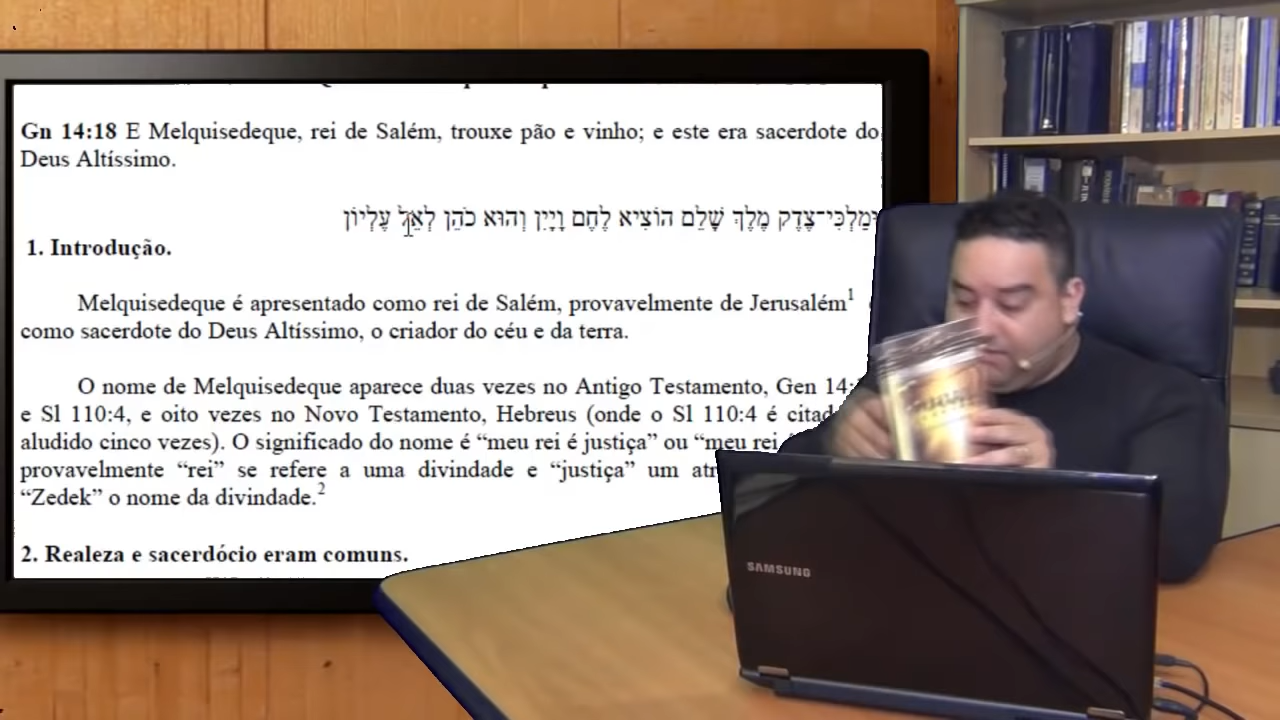 Gn 14:18 E Melquisedeque, rei de Salém, trouxe pão e vinho; e este era sacerdote do
Deus Altíssimo.
וּמַלְכִּי־צֶדֶק מֶלֶךְ שָׁלֵם הוֹצִיא לֶחֶם וָיָיִן וְהוּא כֹהֵן לְאֵל עֶלְיוֹן
1. Introdução.
Melquisedeque é apresentado como rei de Salém, provavelmente de Jerusalém1
como sacerdote do Deus Altíssimo, o criador do céu e da terra.
O nome de Melquisedeque aparece duas vezes no Antigo Testamento, Gen
e Sl 110:4, e oito vezes no Novo Testamento, Hebreus (onde o Sl 110:4 é
aludido cinco vezes). O significado do nome é “meu rei é justiça” ou “meu rei
provavelmente “rei” se refere a uma divindade e “justiça” um
“Zedek” o nome da divindade.2
2. Realeza e sacerdócio eram comuns.
SAMSUNG